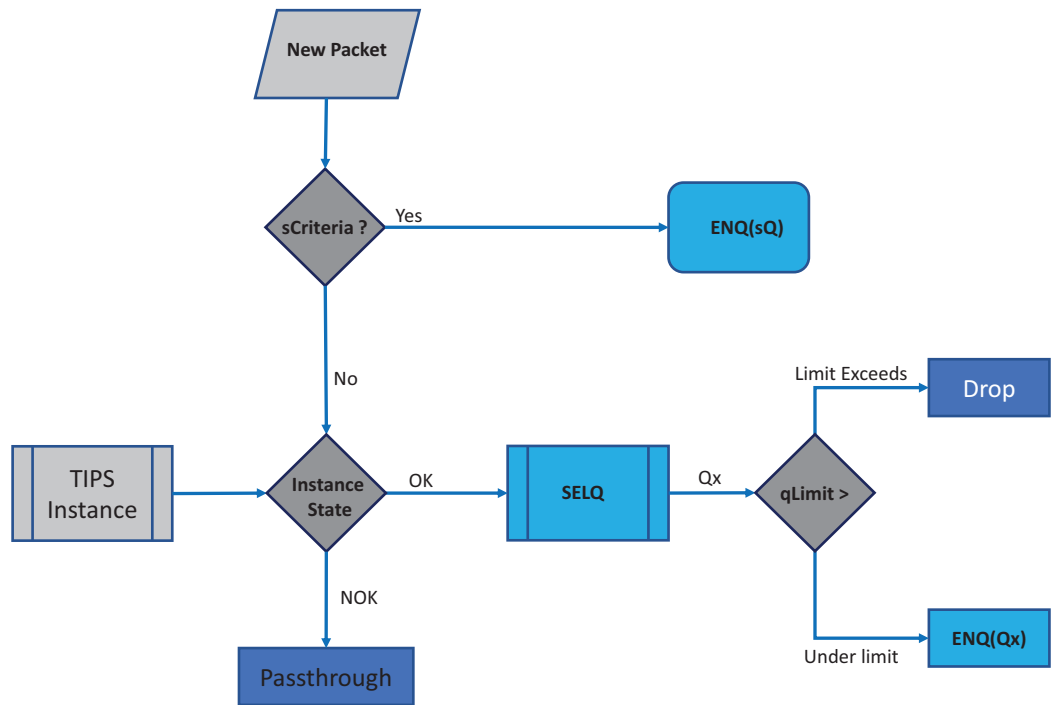 New Packet
sCriteria ?
Yes
ENQ(sQ)
No
Limit Exceeds
Drop
TIPS
Instance
Instance
State
OK
SELQ
Qx
qLimit >
NOK
Passthrough
Under limit
ENQ(Qx)